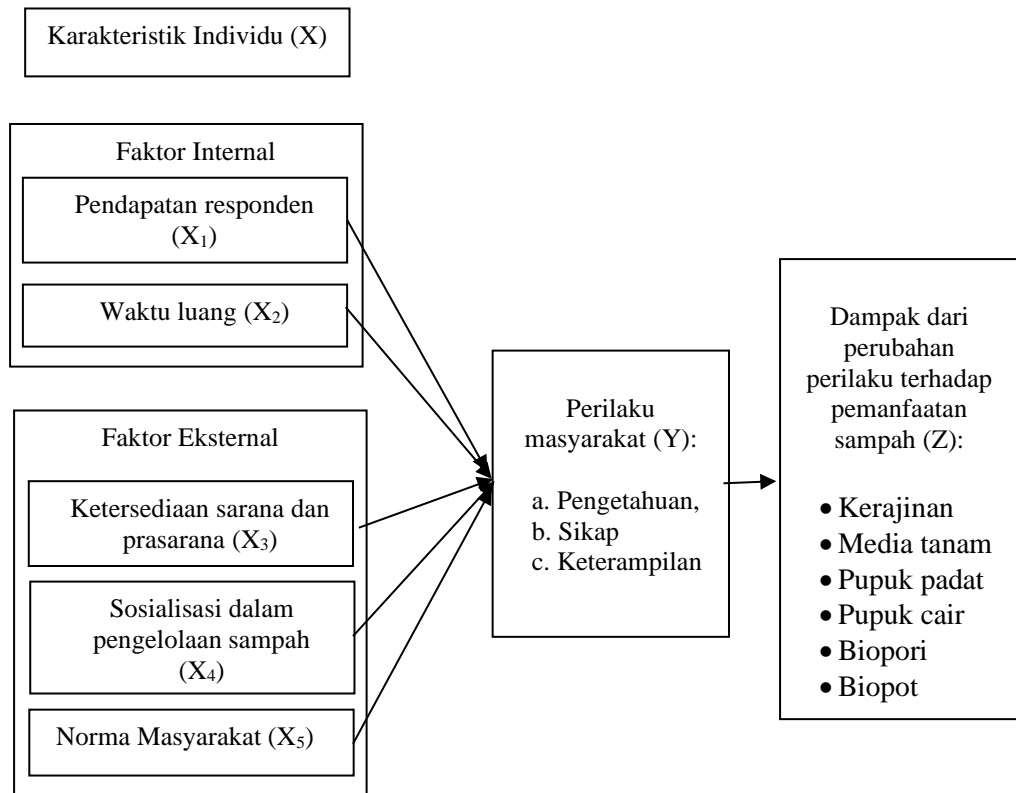 Karakteristik Individu (X)
Faktor Internal
Pendapatan responden
(X₁)
Waktu luang (X₂)
Faktor Eksternal
Ketersediaan sarana dan
prasarana (X₃)
Sosialisasi dalam
pengelolaan sampah
(X₄)
Norma Masyarakat (X₅)
Perilaku
masyarakat (Y):
a. Pengetahuan,
b. Sikap
c. Keterampilan
Dampak dari
perubahan
perilaku terhadap
pemanfaatan
sampah (Z):
• Kerajinan
• Media tanam
• Pupuk padat
• Pupuk cair
• Biopori
• Biopot